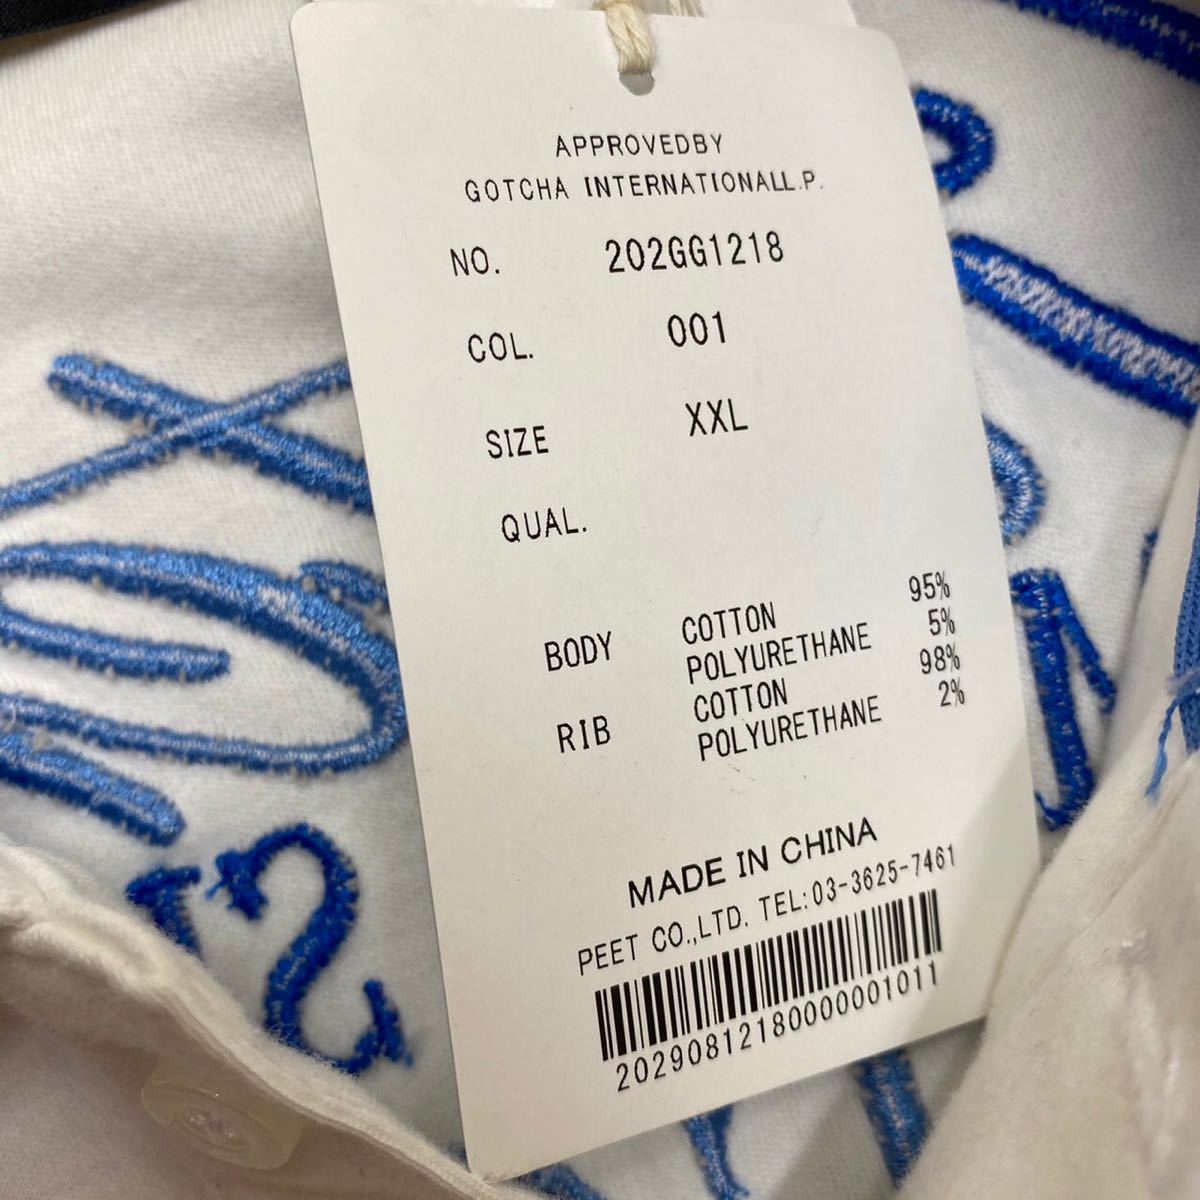 APPROVEDBY
GOTCHA INTERNATIONALL.P.
NO. 202GG1218
COL. 001
SIZE XXL
QUAL.
BODY COTTON 95%
POLYURETHANE 5%
RIB COTTON 98%
POLYURETHANE 2%
MADE IN CHINA
PEET CO.,LTD. TEL:03-3625-7461
20290812180000001011